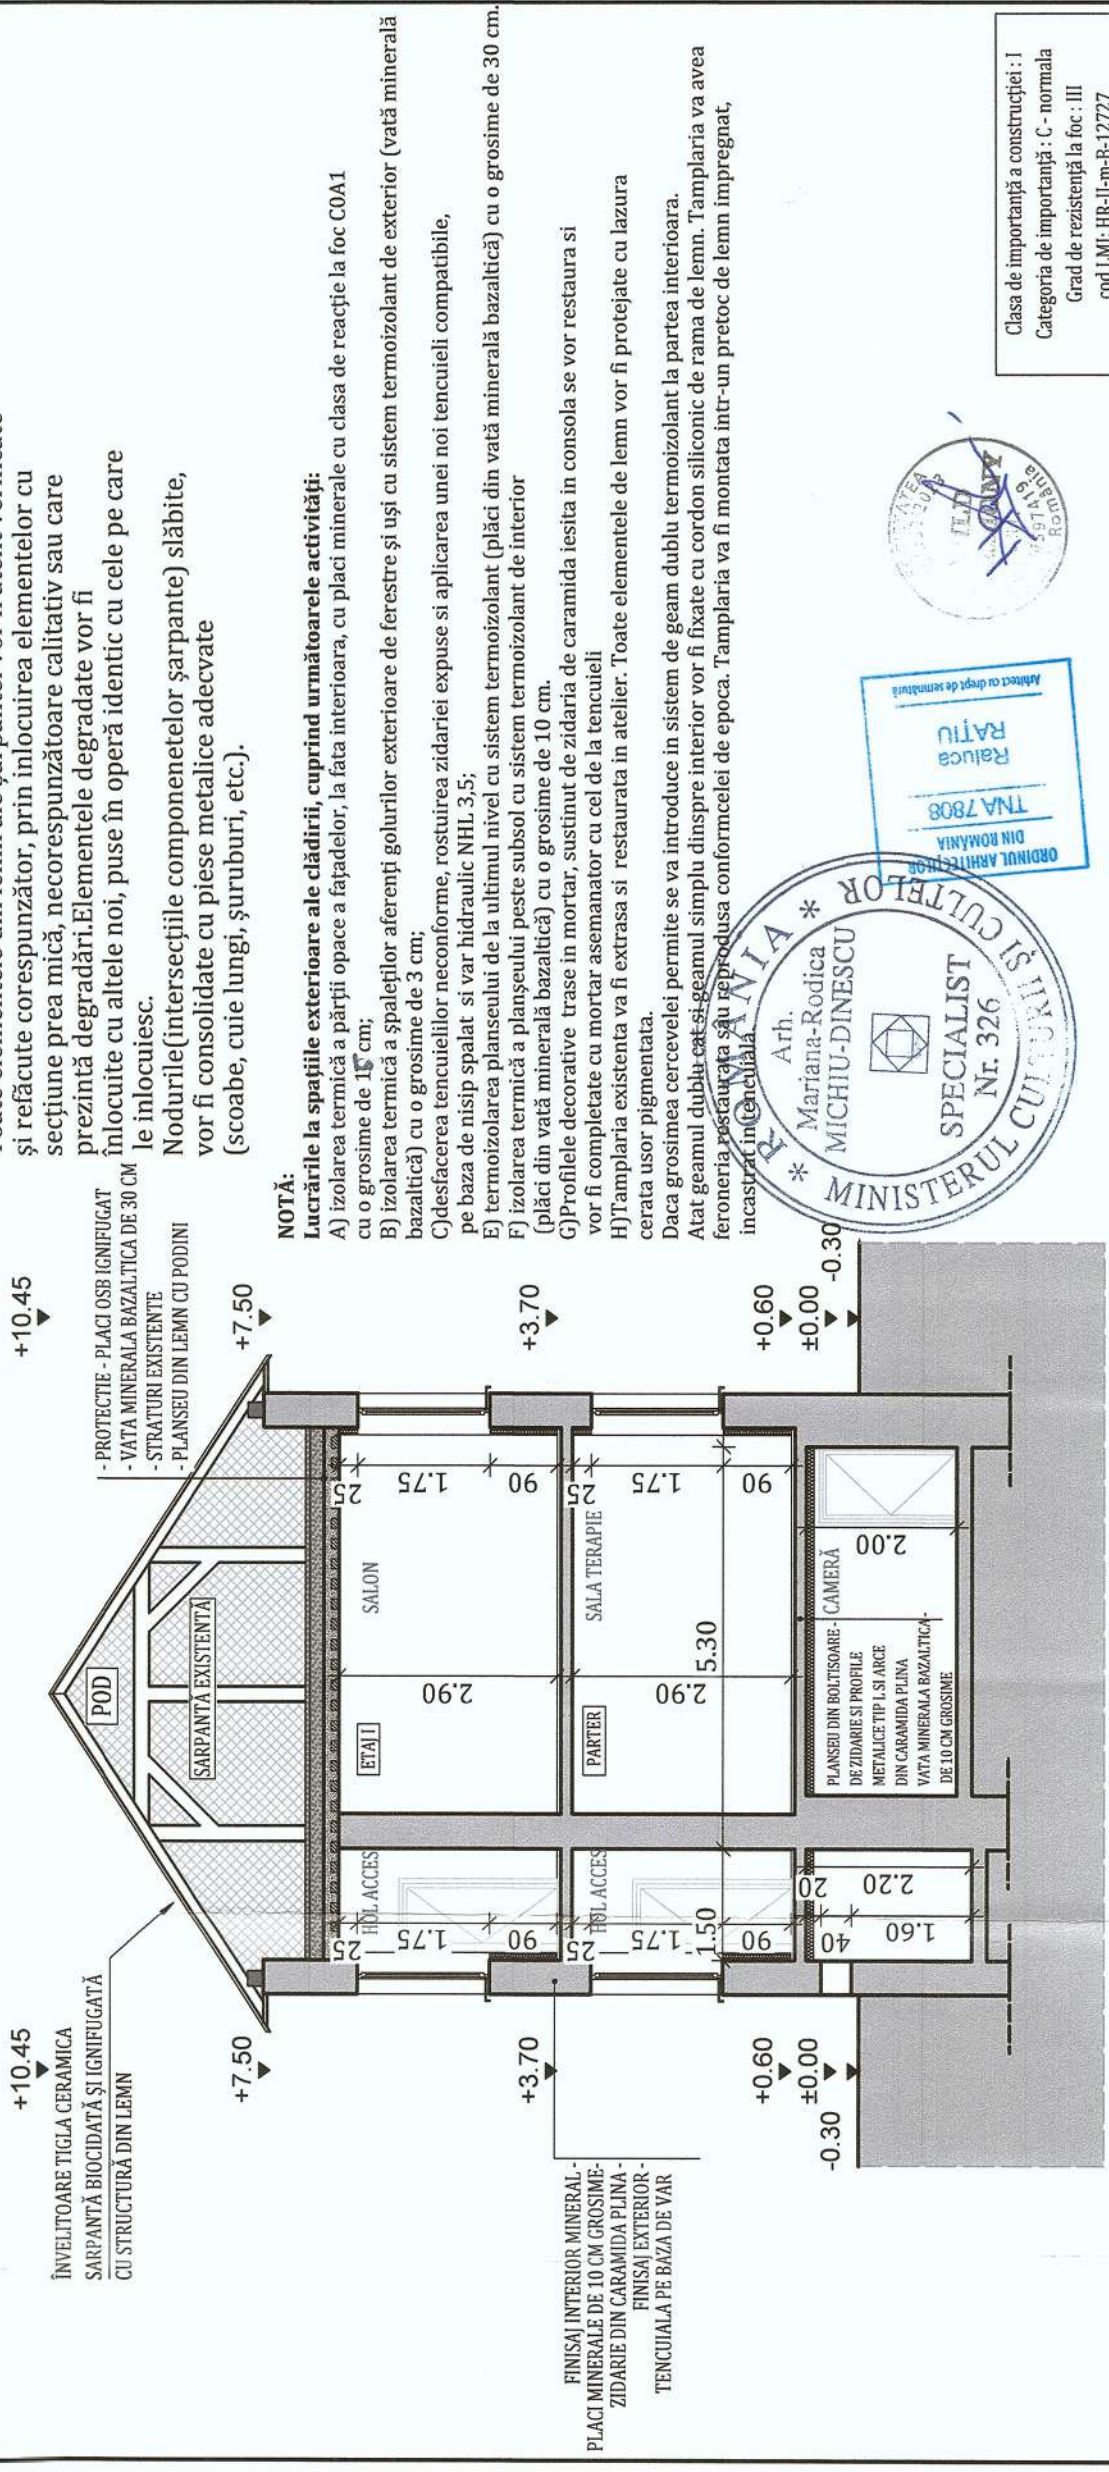 și refăcute corespunzător, prin inlocuirea elementelor cu
secțiune prea mică, necorespunzătoare calitativ sau care
prezintă degradări.Elementele degradate vor fi
înlocuite cu altele noi, puse în operă identic cu cele pe care
le inlocuiesc.
Nodurile(intersecțiile componenetelor șarpante) slăbite,
vor fi consolidate cu piese metalice adecvate
(scoabe, cuie lungi, șuruburi, etc.).
NOTĂ:
Lucrările la spațiile exterioare ale clădirii, cuprind următoarele activități:
A) izolarea termică a părții opace a fațadelor, la fata interioara, cu placi minerale cu clasa de reacție la foc C0A1
cu o grosime de 15 cm;
B) izolarea termică a șpaleților aferenți golurilor exterioare de ferestre și uși cu sistem termoizolant de exterior (vată minerală
bazaltică) cu o grosime de 3 cm;
C)desfacerea tencuielilor neconforme, rostuirea zidariei expuse si aplicarea unei noi tencuieli compatibile,
pe baza de nisip spalat si var hidraulic NHL 3,5;
E) termoizolarea planseului de la ultimul nivel cu sistem termoizolant (plăci din vată minerală bazaltică) cu o grosime de 30 cm.
F) izolarea termică a planșeului peste subsol cu sistem termoizolant de interior
(plăci din vată minerală bazaltică) cu o grosime de 10 cm.
G)Profilele decorative trase in mortar, sustinut de zidaria de caramida iesita in consola se vor restaura si
vor fi completate cu mortar asemanator cu cel de la tencuieli
H)Tamplaria existenta va fi extrasa si restaurata in atelier. Toate elementele de lemn vor fi protejate cu lazura
cerata usor pigmentata.
Daca grosimea cercevelei permite se va introduce in sistem de geam dublu termoizolant la partea interioara.
Atat geamul dublu cat si geamul simplu dinspre interior vor fi fixate cu cordon siliconic de rama de lemn. Tamplaria va avea
feroneria restaurata sau reprodusa conformcelei de epoca. Tamplaria va fi montata intr-un pretoc de lemn impregnat,
incastrat in tencuială.
+10.45
+10.45
ÎNVELITOARE TIGLA CERAMICA
SARPANTĂ BIOCIDATĂ ȘI IGNIFUGATĂ
CU STRUCTURĂ DIN LEMN
- PROTECTIE - PLACI OSB IGNIFUGAT
- VATA MINERALA BAZALTICA DE 30 CM
- STRATURI EXISTENTE
- PLANSEU DIN LEMN CU PODINI
POD
SARPANTĂ EXISTENTĂ
+7.50
+7.50
HOL ACCES
ETAJ I
SALON
25
1.75
90
2.90
25
1.75
90
+3.70
+3.70
HOL ACCES
PARTER
SALA TERAPIE
25
1.75
90
2.90
25
1.75
90
1.50
5.30
+0.60
+0.60
±0.00
±0.00
-0.30
-0.30
20
40
1.60
2.20
2.00
CAMERĂ
PLANSEU DIN BOLTISOARE -
DE ZIDARIE SI PROFILE
METALICE TIP I, SI ARCE
DIN CARAMIDA PLINA
VATA MINERALA BAZALTICA -
DE 10 CM GROSIME
FINISAJ INTERIOR MINERAL -
PLACI MINERALE DE 10 CM GROSIME-
ZIDARIE DIN CARAMIDA PLINA -
FINISAJ EXTERIOR -
TENCUIALA PE BAZA DE VAR
* ROMÂNIA *
MINISTERUL CULTURII ȘI CULTELOR
Arh.
Mariana-Rodica
MICHIU-DINESCU
SPECIALIST
Nr. 326
ORDINUL ARHITECȚILOR
DIN ROMÂNIA
TNA 7808
Raluca
RAȚIU
Arhitect cu drept de semnătură
România
Clasa de importanță a construcției : I
Categoria de importanță : C - normala
Grad de rezistență la foc : III
cod LMI: HR-II-m-B-12727